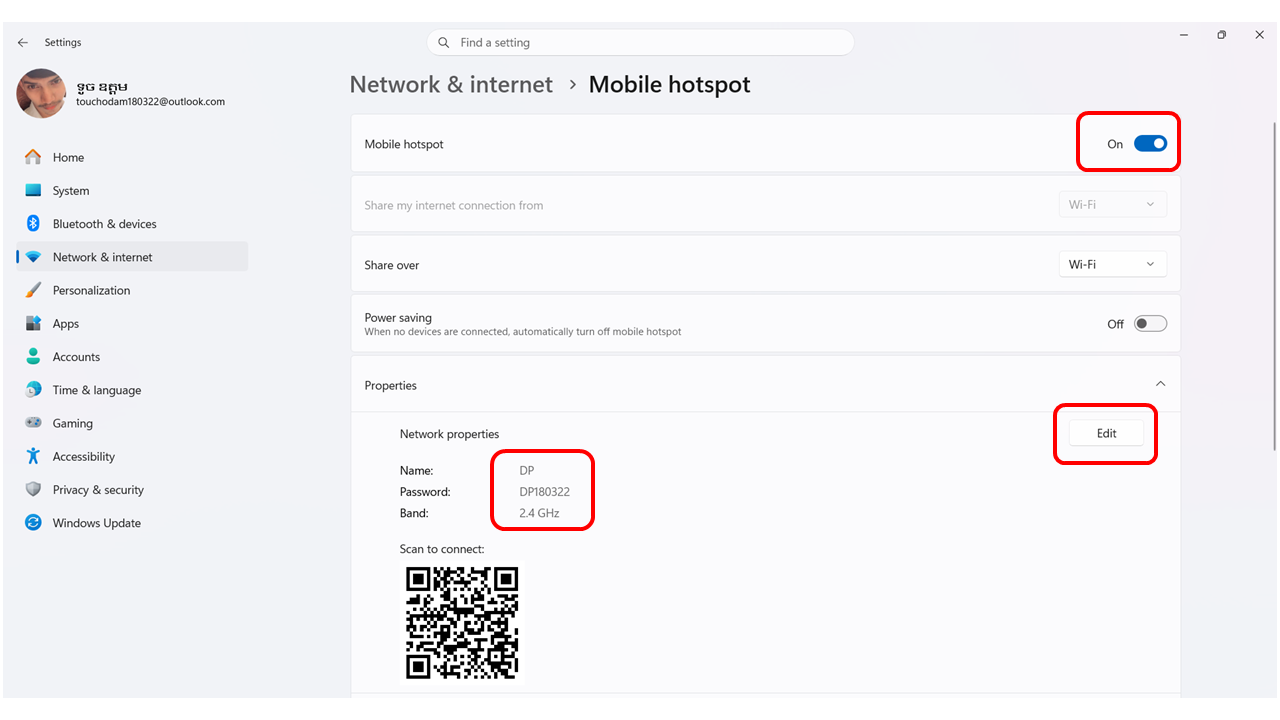 Settings
Find a setting
ទូច ឧត្តម
touchodam180322@outlook.com
Home
System
Bluetooth & devices
Network & internet
Personalization
Apps
Accounts
Time & language
Gaming
Accessibility
Privacy & security
Windows Update
Network & internet > Mobile hotspot
Mobile hotspot
On
Share my internet connection from
Wi-Fi
Share over
Wi-Fi
Power saving
When no devices are connected, automatically turn off mobile hotspot
Off
Properties
Network properties
Edit
Name: DP
Password: DP180322
Band: 2.4 GHz
Scan to connect: